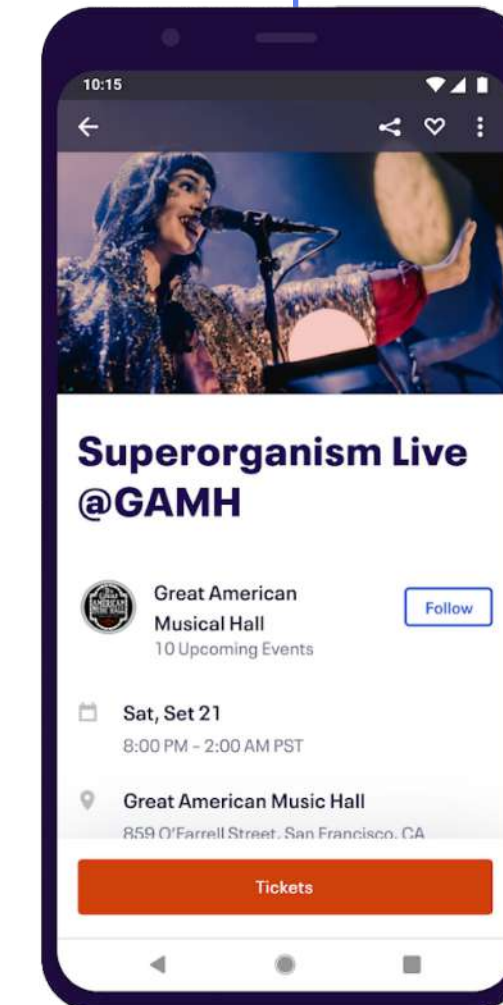 10:15
Superorganism Live
@GAMH
Great American
Musical Hall
10 Upcoming Events
Follow
Sat, Set 21
8:00 PM – 2:00 AM PST
Great American Music Hall
859 O'Farrell Street, San Francisco, CA
Tickets